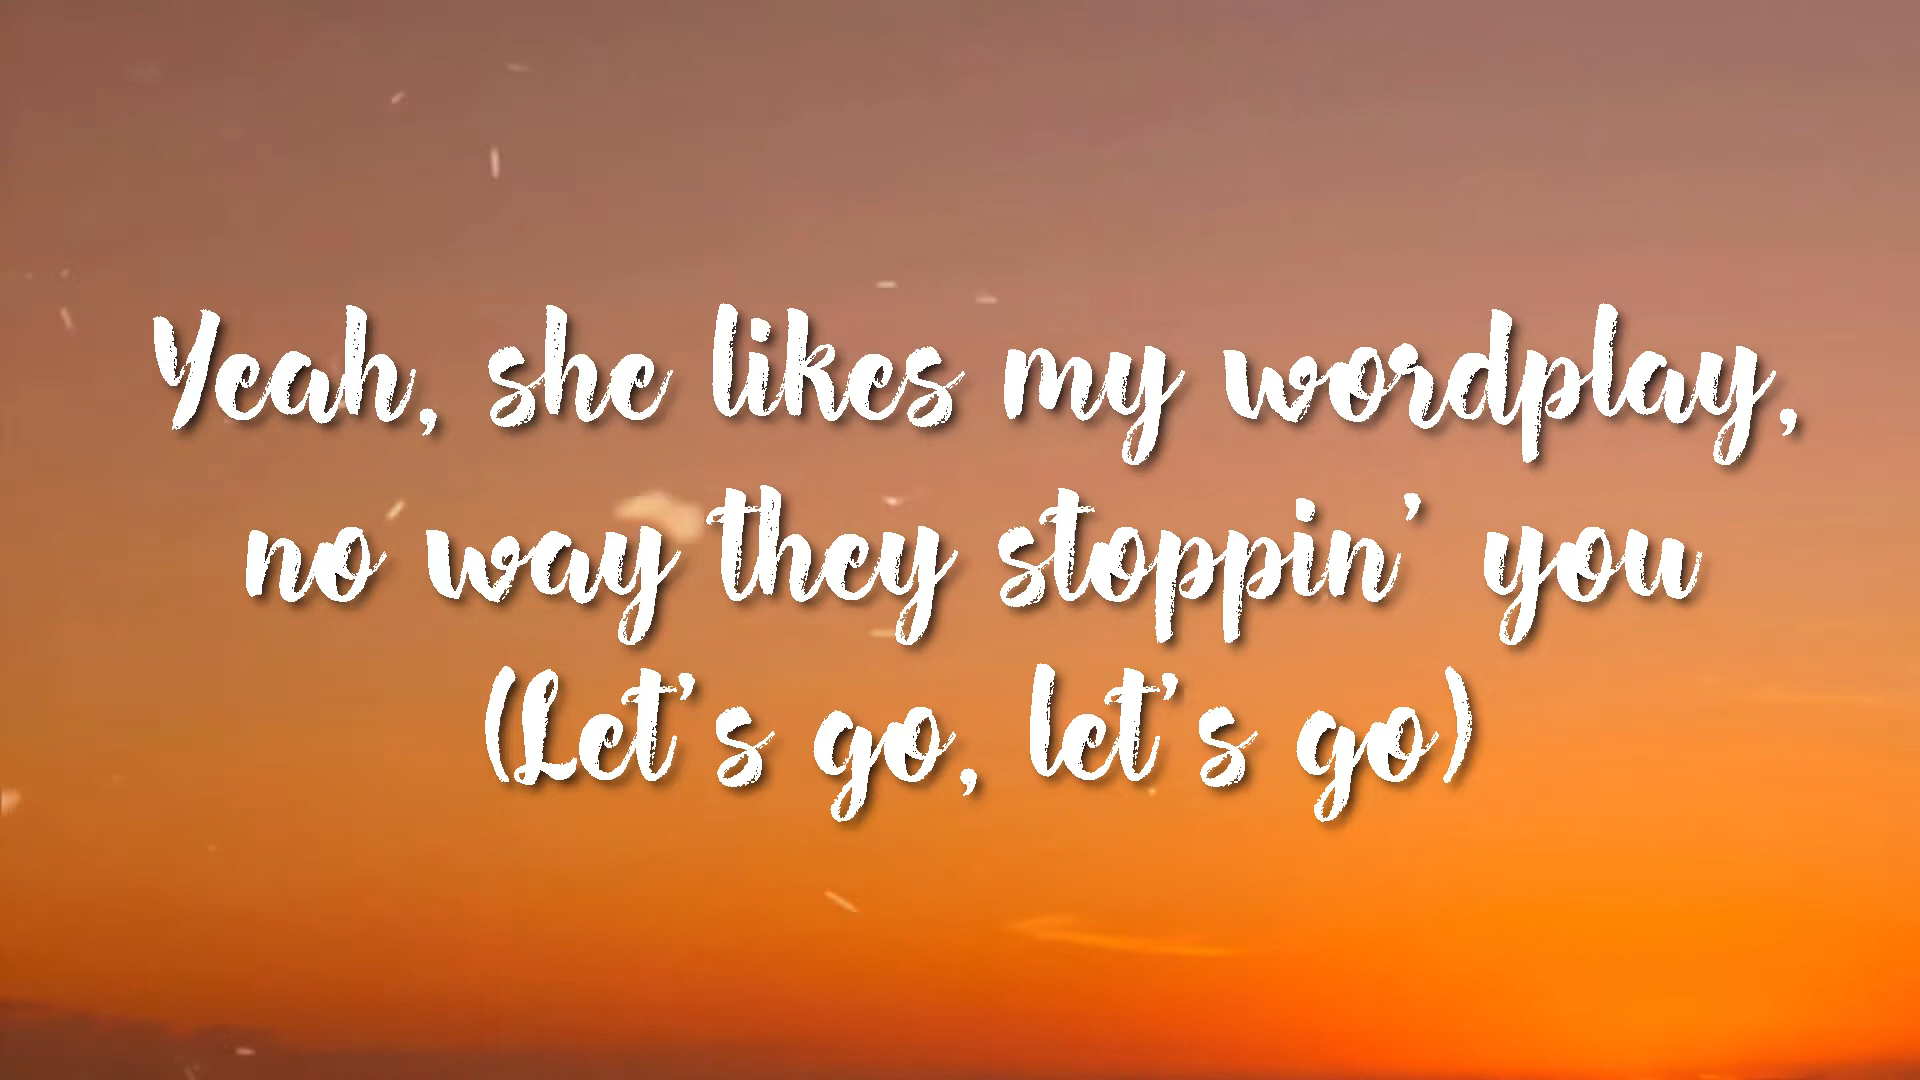 Yeah, she likes my wordplay,
no way they stoppin' you
(Let's go, let's go)